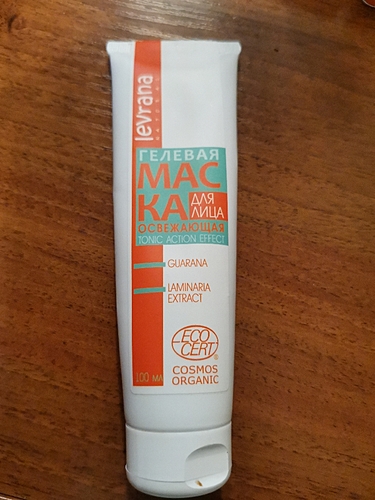 levrana
NATURAL
ГЕЛЕВАЯ
МАС
КА ДЛЯ
ЛИЦА
ОСВЕЖАЮЩАЯ
TONIC ACTION EFFECT
GUARANA
LAMINARIA
EXTRACT
ECO
CERT
®
COSMOS
ORGANIC
100 МЛ